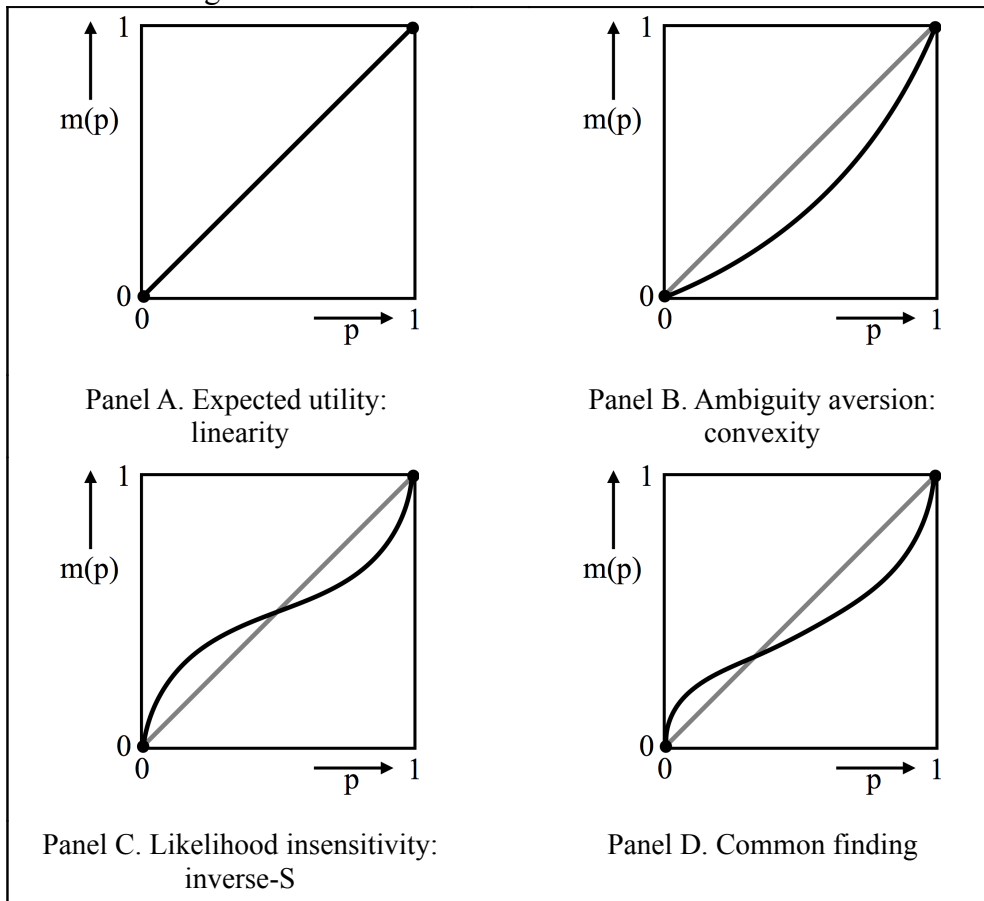 1
m(p)
0
0
p
1
Panel A. Expected utility:
linearity
1
m(p)
0
0
p
1
Panel B. Ambiguity aversion:
convexity
1
m(p)
0
0
p
1
Panel C. Likelihood insensitivity:
inverse-S
1
m(p)
0
0
p
1
Panel D. Common finding